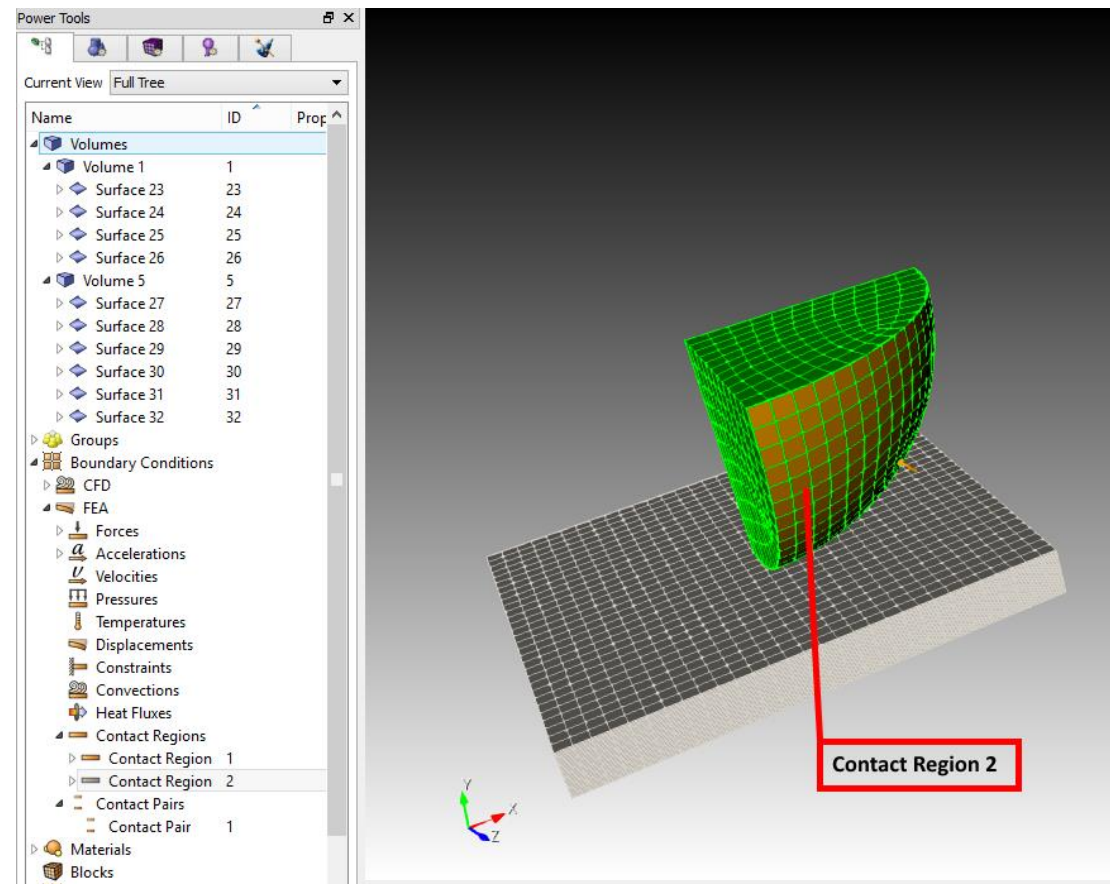 Power Tools
Current View Full Tree
Name ID Prop
Volumes
Volume 1 1
Surface 23 23
Surface 24 24
Surface 25 25
Surface 26 26
Volume 5 5
Surface 27 27
Surface 28 28
Surface 29 29
Surface 30 30
Surface 31 31
Surface 32 32
Groups
Boundary Conditions
CFD
FEA
Forces
a Accelerations
V Velocities
Pressures
Temperatures
Displacements
Constraints
Convections
Heat Fluxes
Contact Regions
Contact Region 1
Contact Region 2
Contact Pairs
Contact Pair 1
Materials
Blocks
Contact Region 2
Y
X
Z